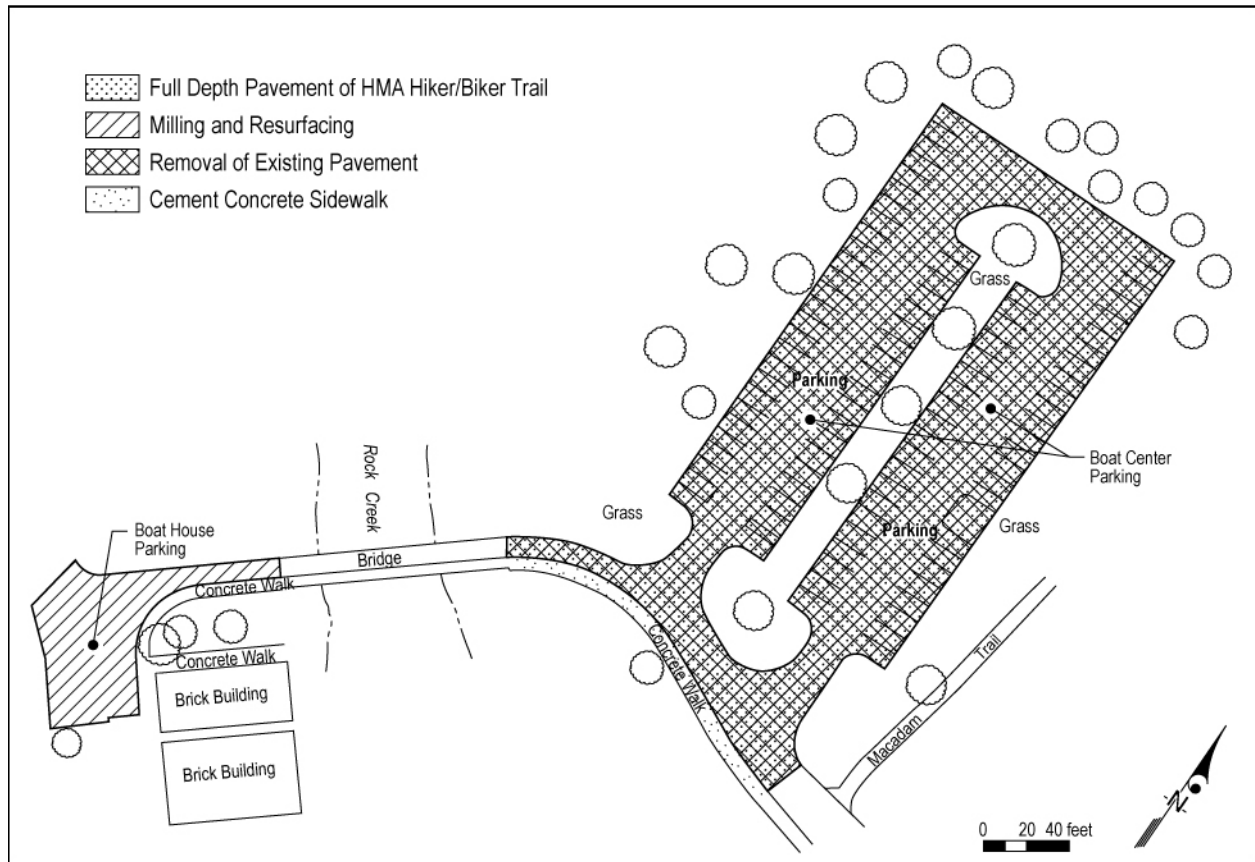 Full Depth Pavement of HMA Hiker/Biker Trail
Milling and Resurfacing
Removal of Existing Pavement
Cement Concrete Sidewalk
Grass
Parking
Boat Center
Parking
Rock Creek
Grass
Parking
Grass
Boat House
Parking
Bridge
Concrete Walk
Concrete Walk
Concrete Walk
Brick Building
Brick Building
Macadam Trail
N
0 20 40 feet